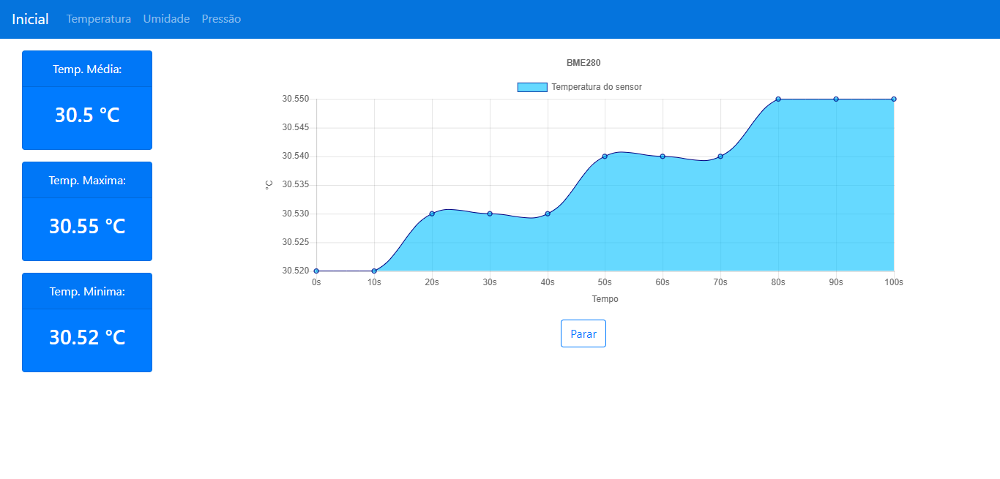 Inicial Temperatura Umidade Pressão
Temp. Média:
30.5 °C
Temp. Maxima:
30.55 °C
Temp. Minima:
30.52 °C
BME280
Temperatura do sensor
30.550
30.545
30.540
30.535
30.530
30.525
30.520
°C
0s 10s 20s 30s 40s 50s 60s 70s 80s 90s 100s
Tempo
Parar